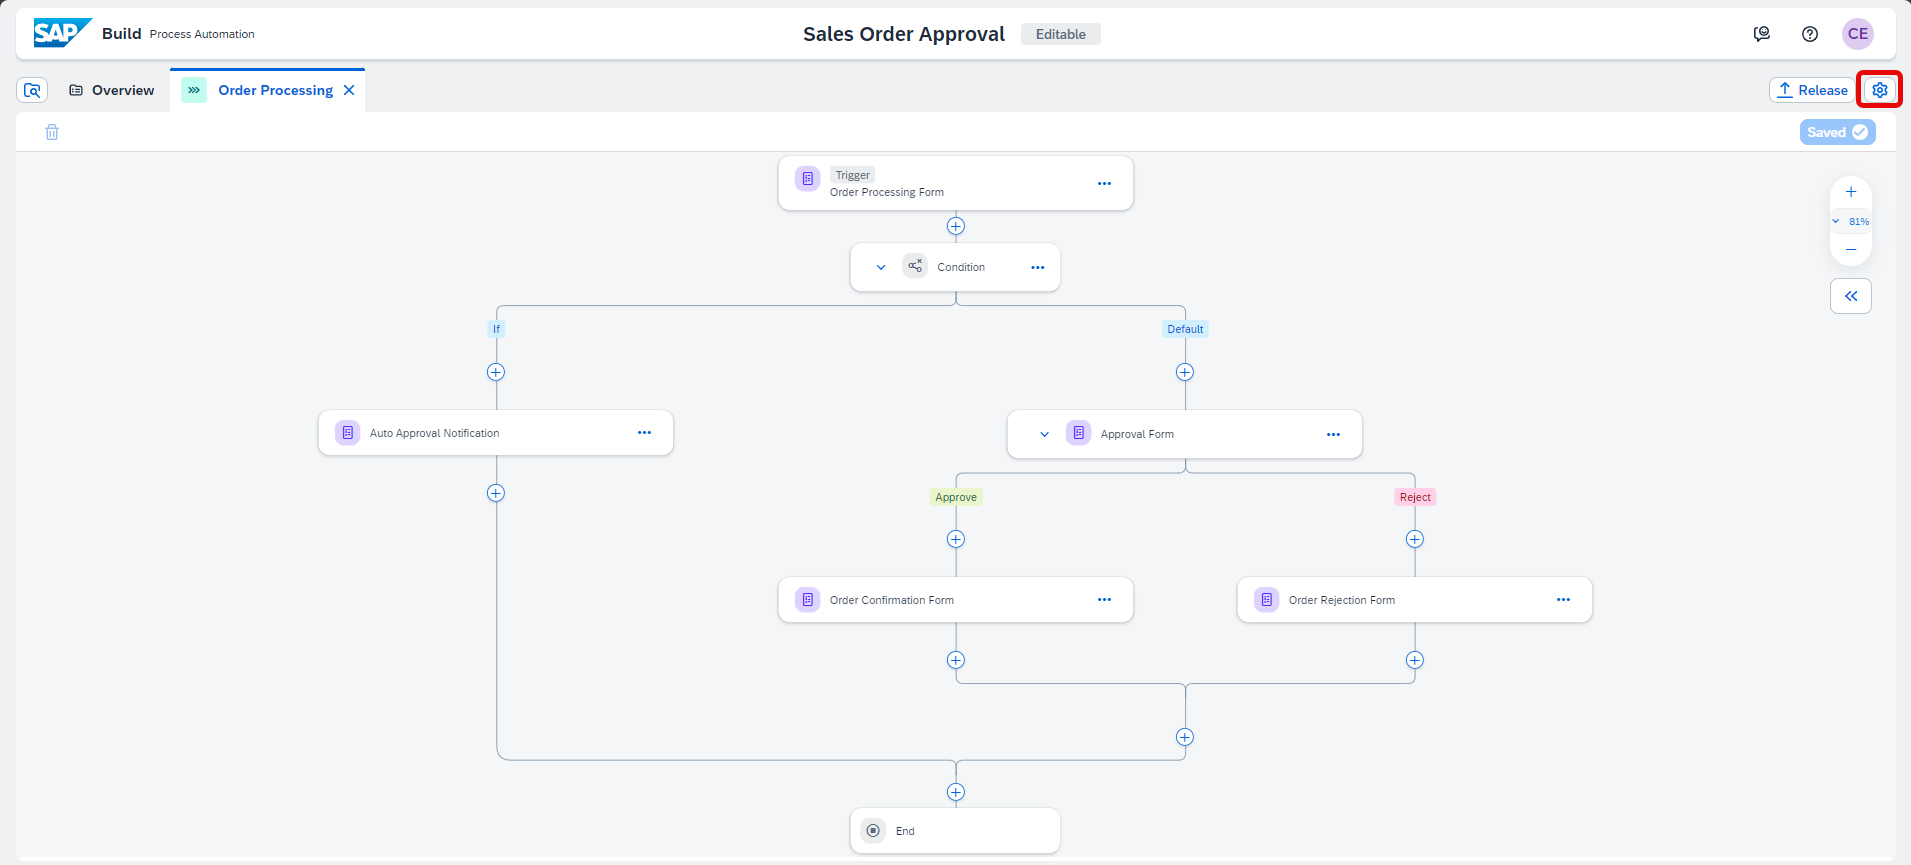 SAP Build Process Automation
Sales Order Approval Editable
CE
Overview
Order Processing
Release
Saved
Trigger
Order Processing Form
81%
Condition
If
Default
Auto Approval Notification
Approval Form
Approve
Reject
Order Confirmation Form
Order Rejection Form
End